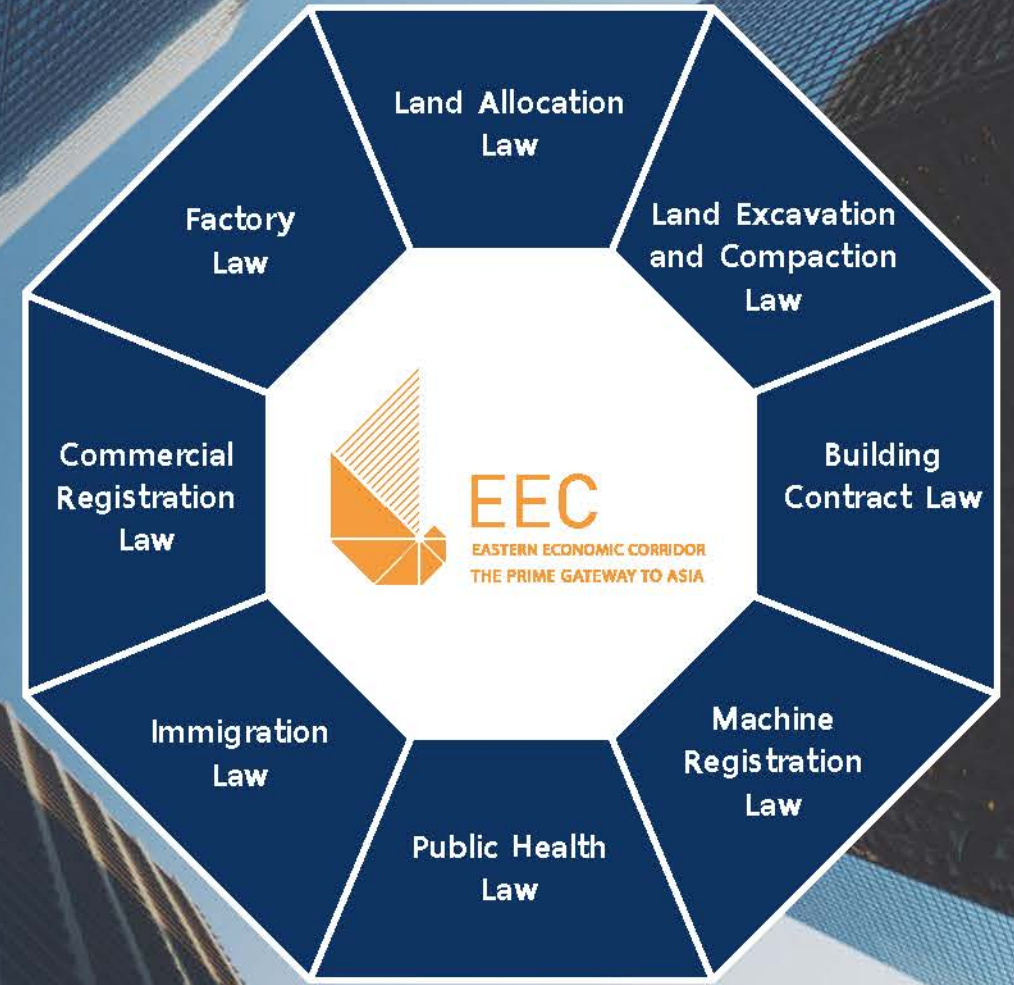 Land Allocation
Law
Land Excavation
and Compaction
Law
Building
Contract Law
Machine
Registration
Law
Public Health
Law
Immigration
Law
Commercial
Registration
Law
Factory
Law
EEC
EASTERN ECONOMIC CORRIDOR
THE PRIME GATEWAY TO ASIA